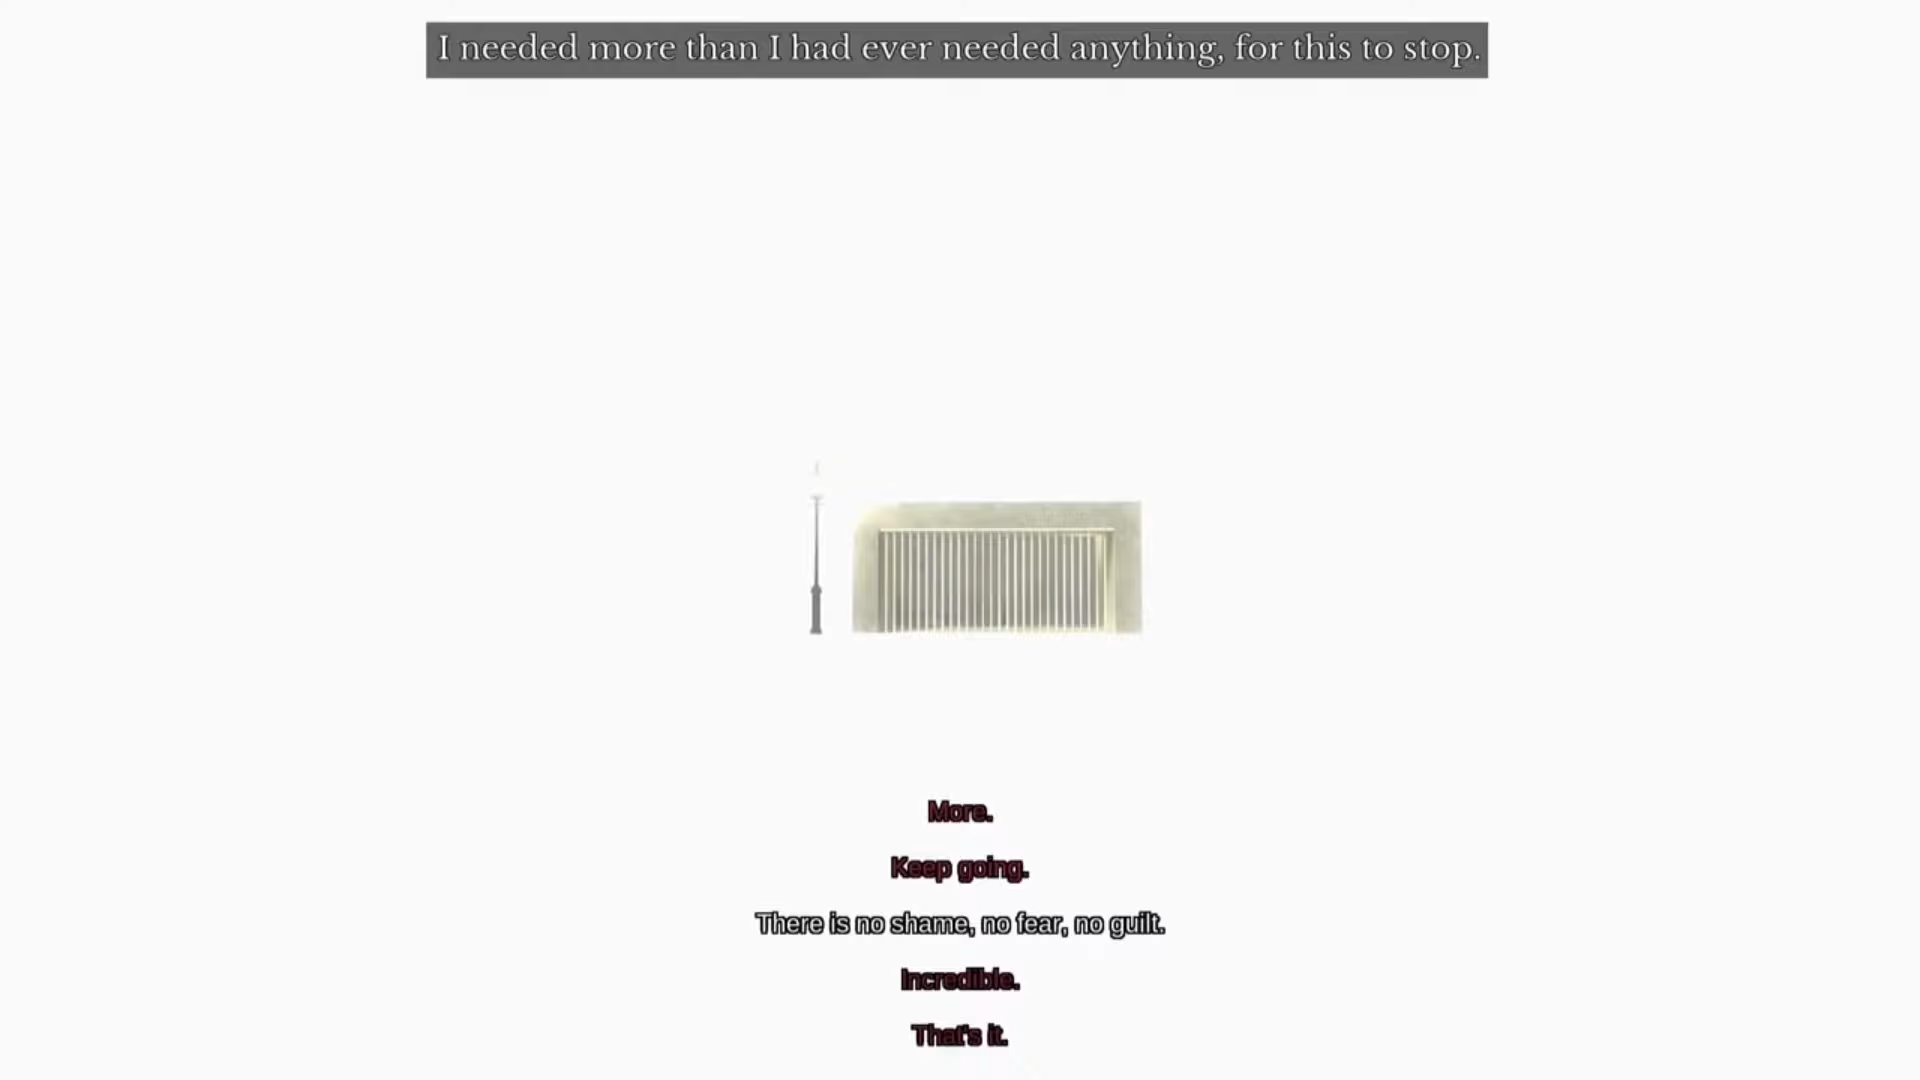 I needed more than I had ever needed anything, for this to stop.
More.
Keep going.
There is no shame, no fear, no guilt.
Incredible.
That's it.